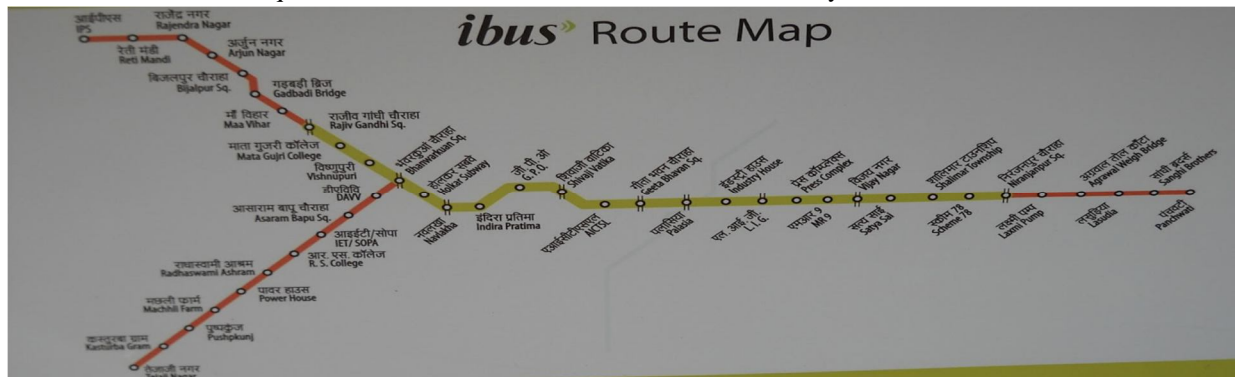 ibus» Route Map
आईपीएस
IPS
रेती मंडी
Reti Mandi
राजेंद्र नगर
Rajendra Nagar
अर्जुन नगर
Arjun Nagar
बिजलपुर चौराहा
Bijalpur Sq.
गड़बड़ी ब्रिज
Gadbadi Bridge
माँ विहार
Maa Vihar
राजीव गांधी चौराहा
Rajiv Gandhi Sq.
माता गुजरी कॉलेज
Mata Gujri College
विष्णुपुरी
Vishnupuri
भंवरकुआं चौराहा
Bhanwarkuan Sq.
डीएविवि
DAVV
आसाराम बापू चौराहा
Asaram Bapu Sq.
आइईटी/सोपा
IET/ SOPA
आर. एस. कॉलेज
R. S. College
राधास्वामी आश्रम
Radhaswami Ashram
पावर हाउस
Power House
मछली फार्म
Machhli Farm
पुष्पकुंज
Pushpkunj
कस्तूरबा ग्राम
Kasturba Gram
तेजाजी नगर
Tejaji Nagar
होलकर सबवे
Holkar Subway
नवलखा
Navlakha
इंदिरा प्रतिमा
Indira Pratima
जी. पी. ओ
G. P. O.
शिवाजी वाटिका
Shivaji Vatika
एआईसीटीएसएल
AICTSL
गीता भवन चौराहा
Geeta Bhavan Sq.
पलासिया
Palasia
इंडस्ट्री हाउस
Industry House
एल. आई. जी.
L. I. G.
प्रेस कॉम्प्लेक्स
Press Complex
एमआर 9
MR 9
विजय नगर
Vijay Nagar
सत्य साई
Satya Sai
शालिमार टाउनशिप
Shalimar Township
स्कीम 78
Scheme 78
निरंजनपुर चौराहा
Niranjanpur Sq.
लक्ष्मी पम्प
Laxmi Pump
अग्रवाल तौल काँटा
Agrawal Weigh Bridge
लसूड़िया
Lasudia
सांघी ब्रदर्स
Sanghi Brothers
पंचवटी
Panchwati